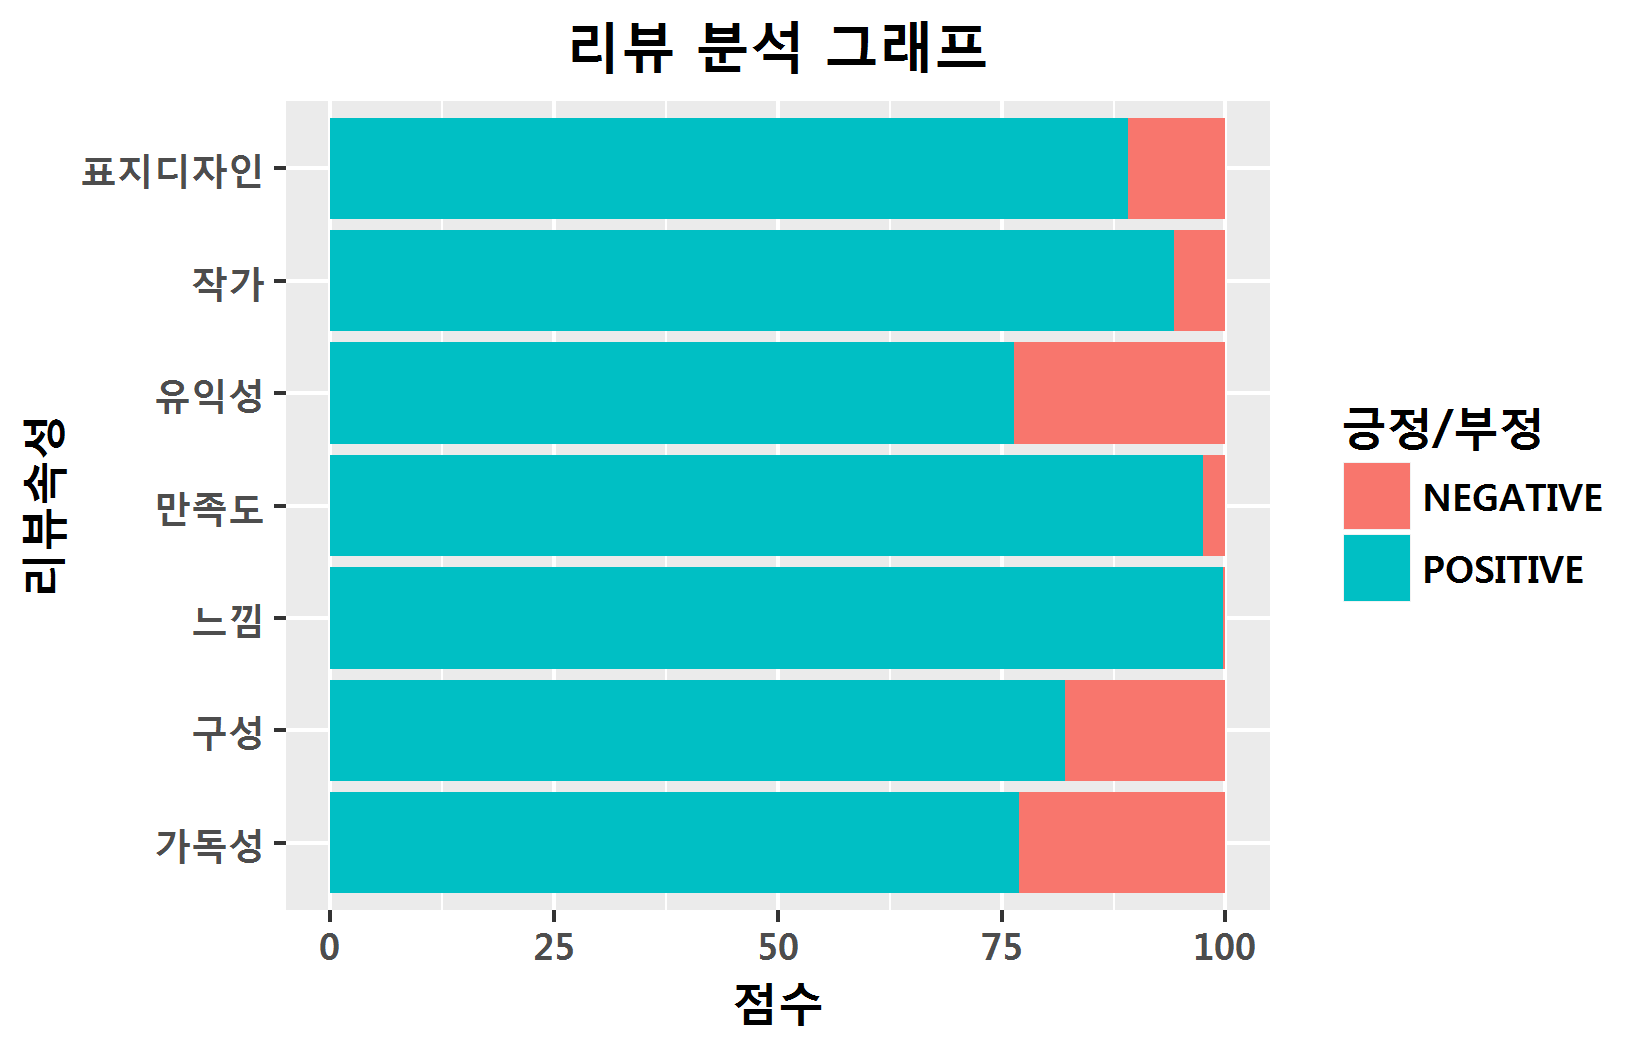 리뷰 분석 그래프
리뷰속성
표지디자인
작가
유익성
만족도
느낌
구성
가독성
0 25 50 75 100
점수
긍정/부정
NEGATIVE
POSITIVE